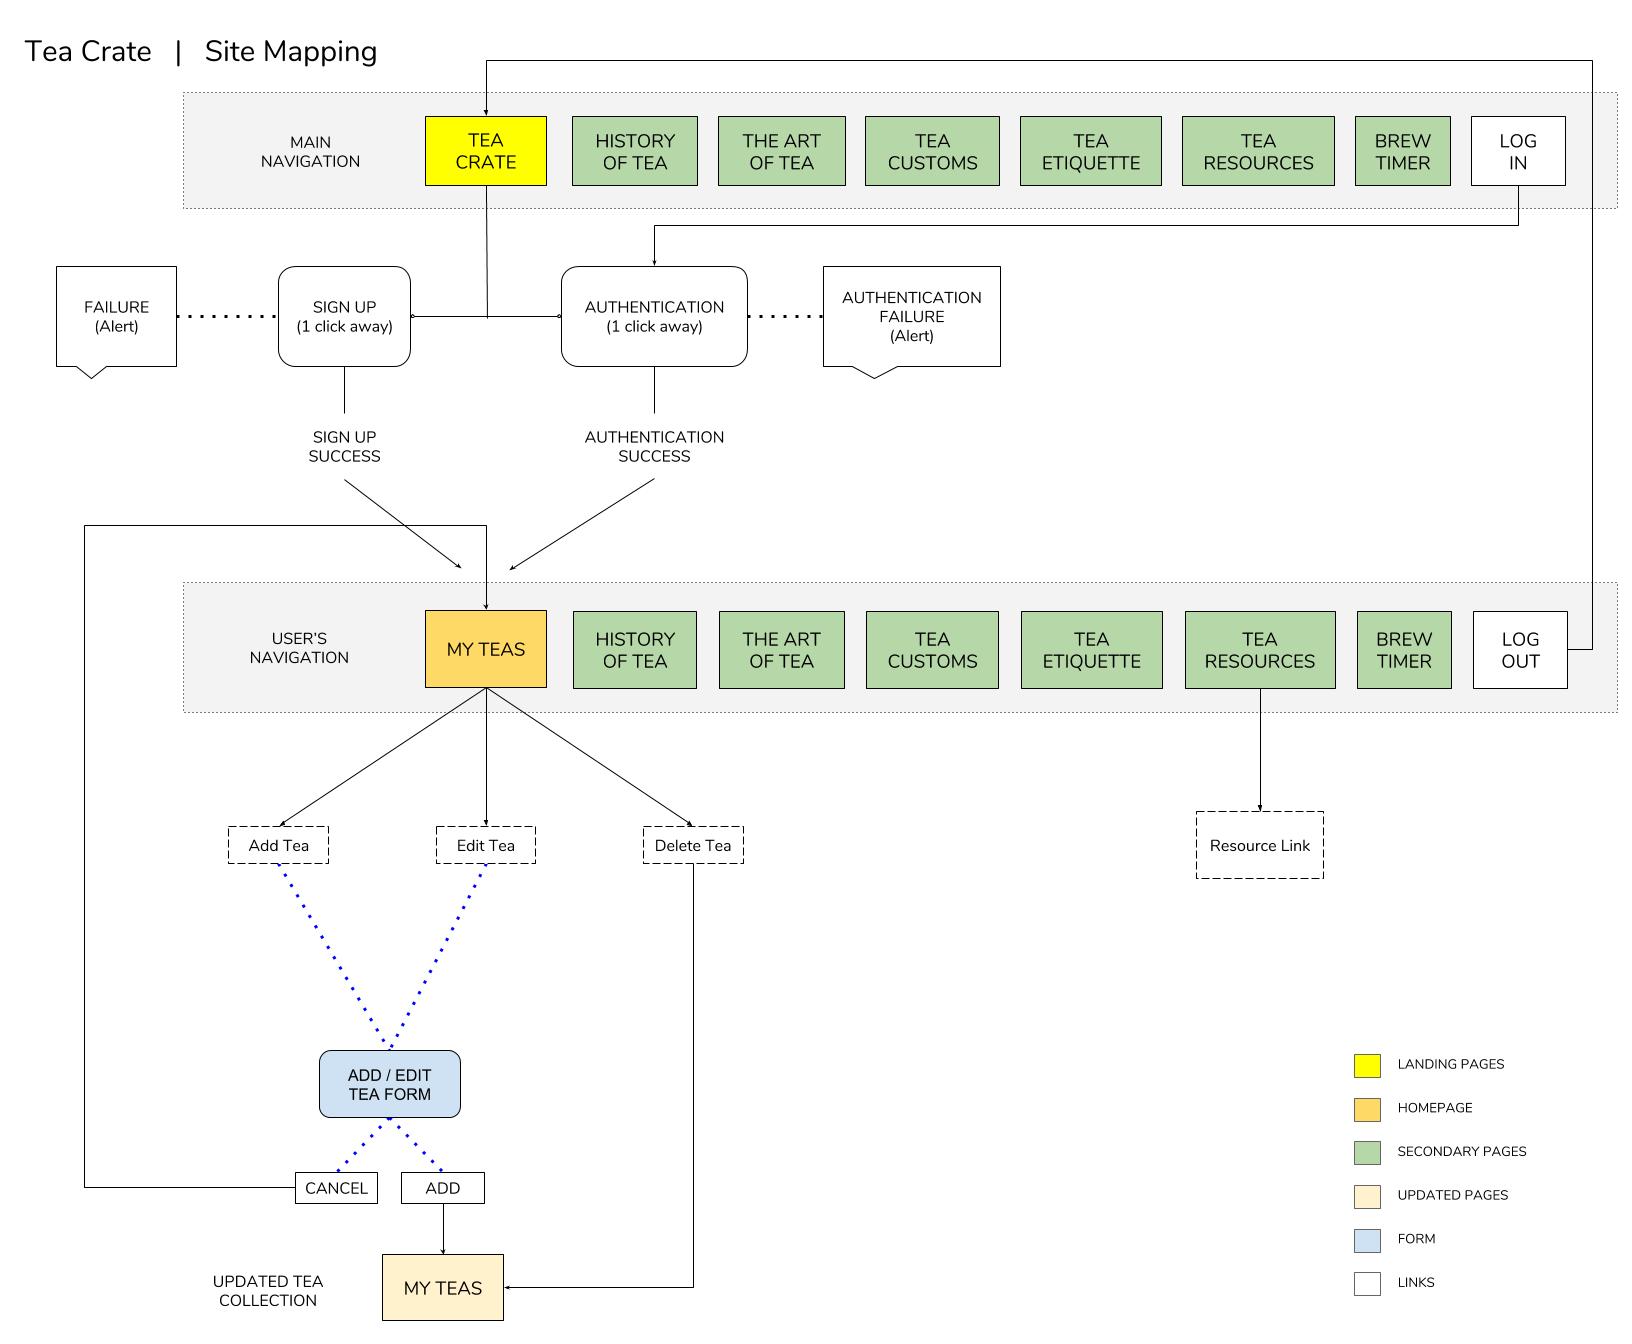 Tea Crate | Site Mapping
MAIN
NAVIGATION
TEA
CRATE
HISTORY
OF TEA
THE ART
OF TEA
TEA
CUSTOMS
TEA
ETIQUETTE
TEA
RESOURCES
BREW
TIMER
LOG
IN
FAILURE
(Alert)
SIGN UP
(1 click away)
AUTHENTICATION
(1 click away)
AUTHENTICATION
FAILURE
(Alert)
SIGN UP
SUCCESS
AUTHENTICATION
SUCCESS
USER'S
NAVIGATION
MY TEAS
HISTORY
OF TEA
THE ART
OF TEA
TEA
CUSTOMS
TEA
ETIQUETTE
TEA
RESOURCES
BREW
TIMER
LOG
OUT
Add Tea
Edit Tea
Delete Tea
Resource Link
ADD / EDIT
TEA FORM
CANCEL
ADD
UPDATED TEA
COLLECTION
MY TEAS
LANDING PAGES
HOMEPAGE
SECONDARY PAGES
UPDATED PAGES
FORM
LINKS